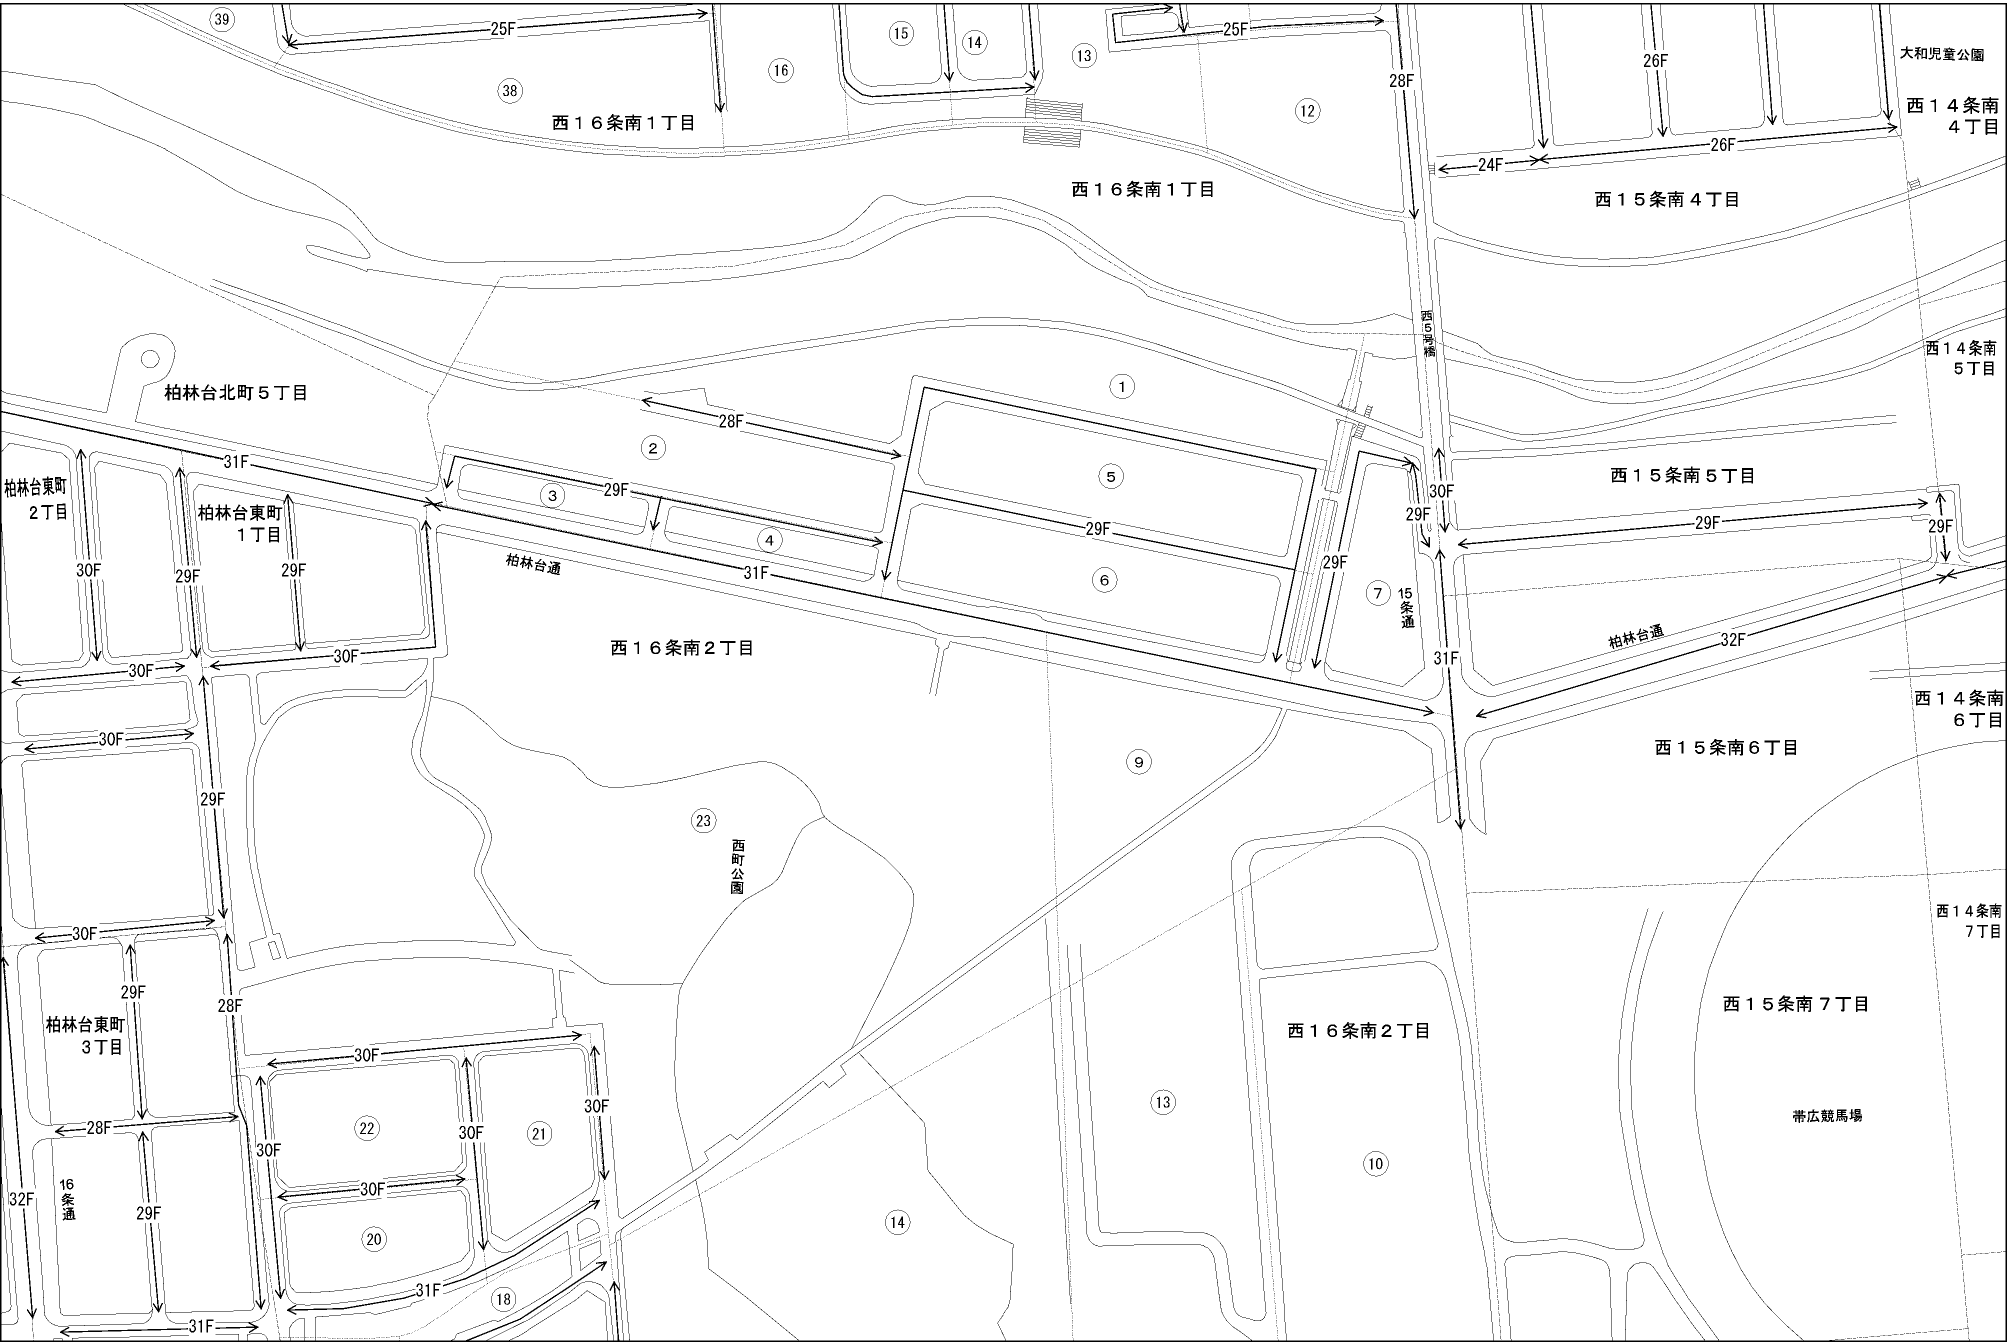 39
25F
15
14
13
25F
16
38
西１６条南１丁目
12
28F
26F
大和児童公園
西１４条南
４丁目
26F
24F
西１６条南１丁目
西１５条南４丁目
西５号橋
西１４条南
５丁目
柏林台北町５丁目
1
28F
2
31F
5
西１５条南５丁目
柏林台東町
２丁目
柏林台東町
１丁目
3
29F
30F
29F
29F
29F
29F
4
29F
柏林台通
31F
6
29F
30F
29F
29F
7
15条通
西１６条南２丁目
柏林台通
32F
31F
30F
30F
西１４条南
６丁目
30F
西１５条南６丁目
9
29F
23
西町公園
30F
西１４条南
７丁目
29F
28F
柏林台東町
３丁目
西１５条南７丁目
西１６条南２丁目
30F
30F
13
帯広競馬場
28F
22
30F
21
30F
10
30F
32F
16条通
29F
14
20
31F
18
31F